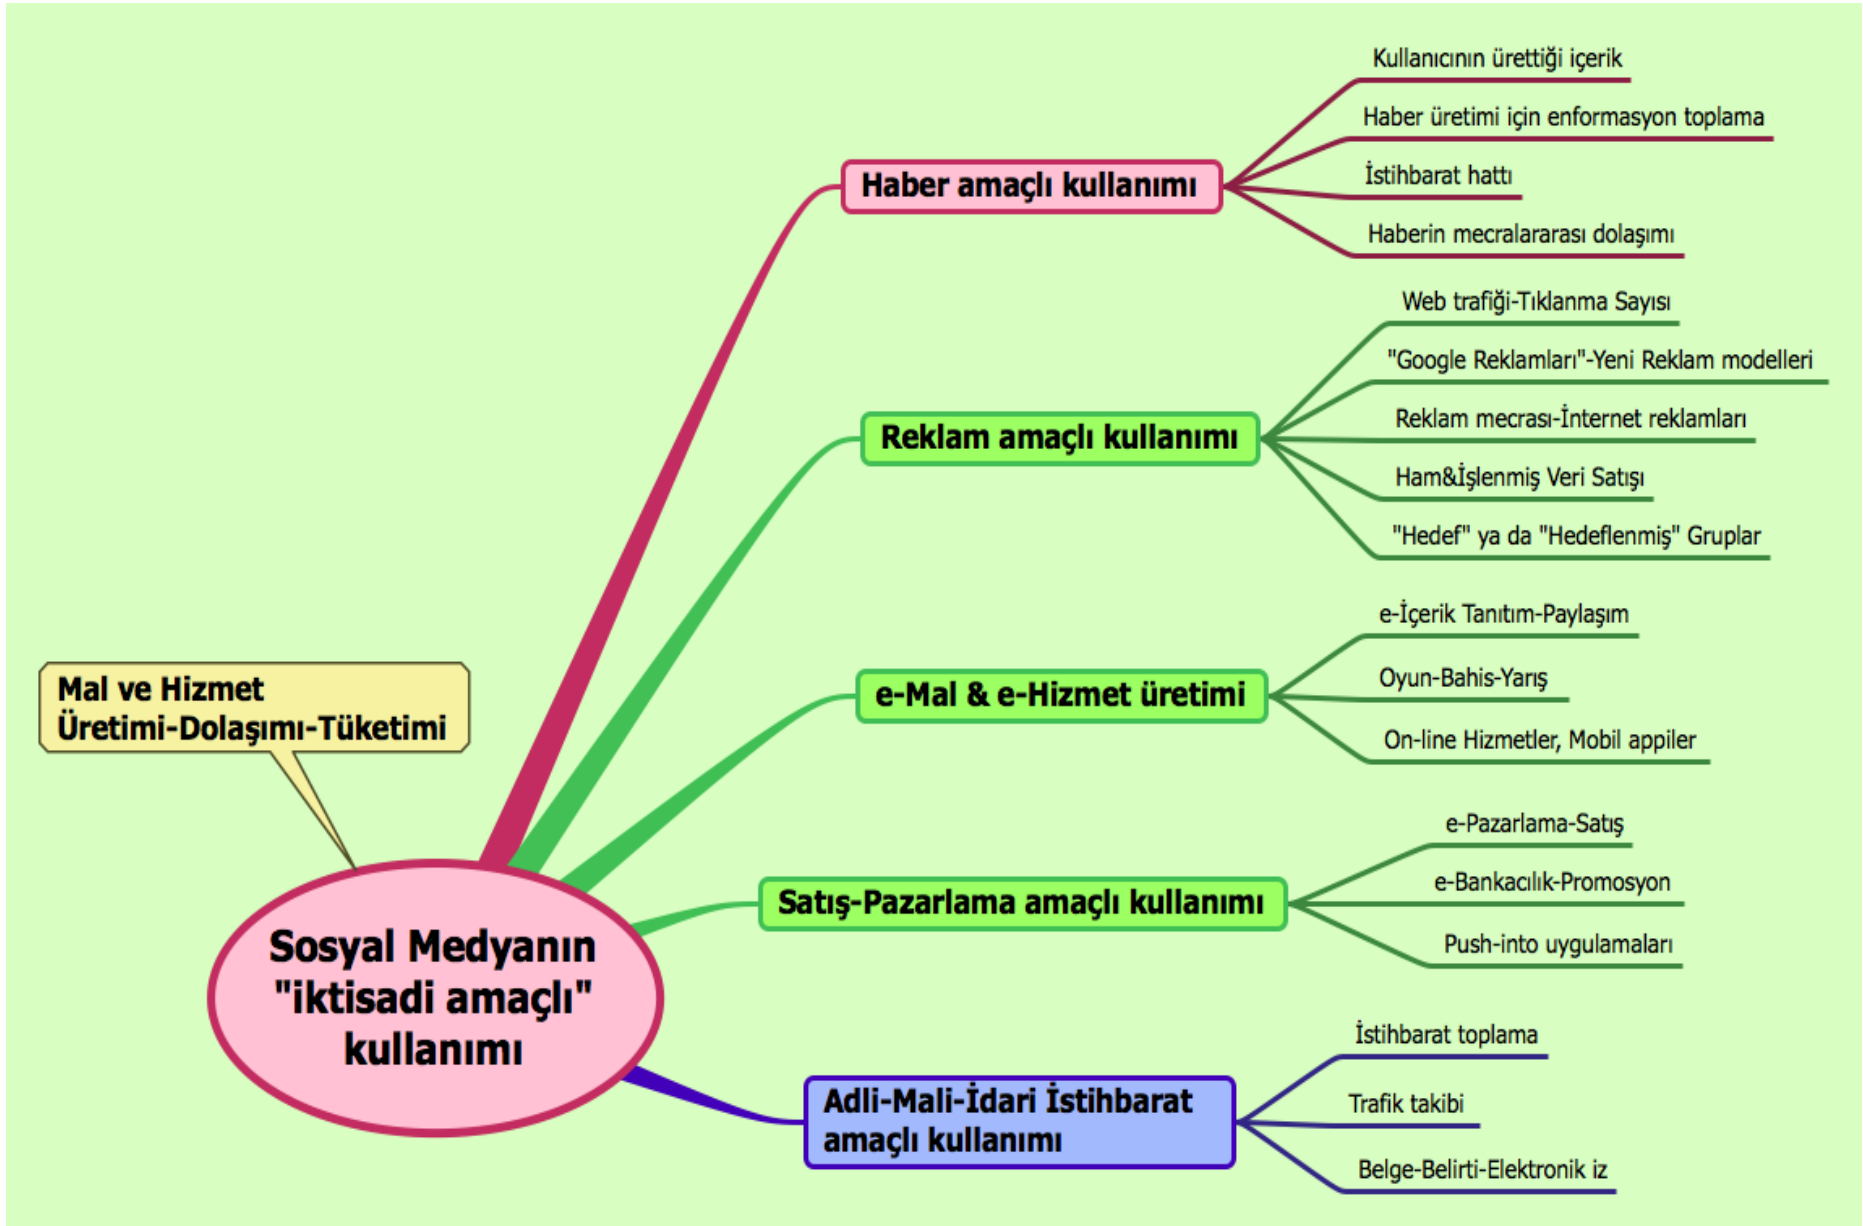 Kullanıcının ürettiği içerik
Haber üretimi için enformasyon toplama
Haber amaçlı kullanımı
İstihbarat hattı
Haberin mecralararası dolaşımı
Web trafiği-Tıklanma Sayısı
"Google Reklamları"-Yeni Reklam modelleri
Reklam amaçlı kullanımı
Reklam mecrası-İnternet reklamları
Ham&İşlenmiş Veri Satışı
"Hedef" ya da "Hedeflenmiş" Gruplar
e-İçerik Tanıtım-Paylaşım
Mal ve Hizmet
Üretimi-Dolaşımı-Tüketimi
e-Mal & e-Hizmet üretimi
Oyun-Bahis-Yarış
On-line Hizmetler, Mobil appiler
e-Pazarlama-Satış
Satış-Pazarlama amaçlı kullanımı
e-Bankacılık-Promosyon
Push-into uygulamaları
Sosyal Medyanın
"iktisadi amaçlı"
kullanımı
İstihbarat toplama
Adli-Mali-İdari İstihbarat
amaçlı kullanımı
Trafik takibi
Belge-Belirti-Elektronik iz